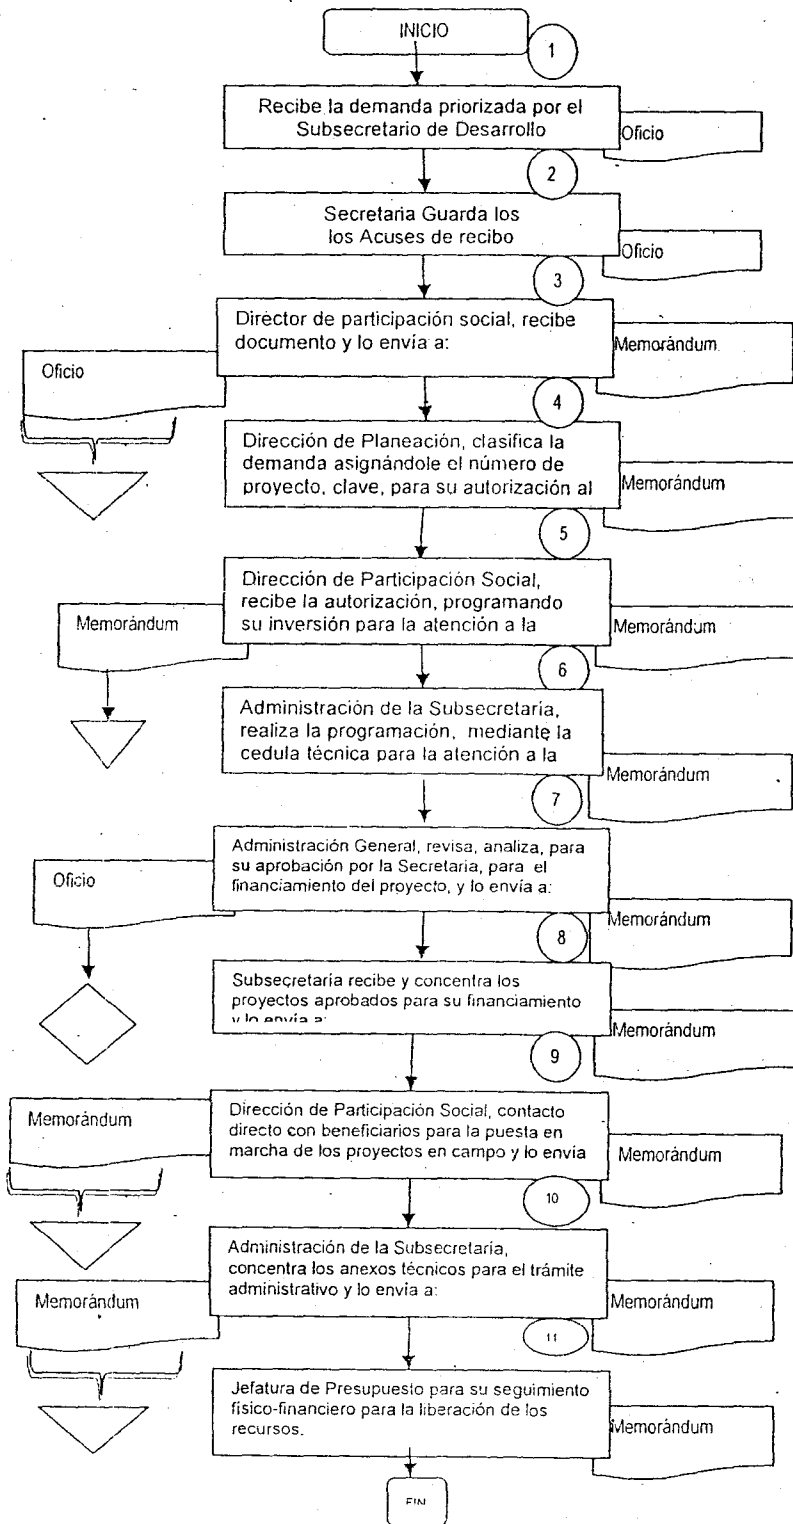 INICIO
1
Recibe la demanda priorizada por el
Subsecretario de Desarrollo
Oficio
2
Secretaria Guarda los
los Acuses de recibo
Oficio
3
Director de participación social, recibe
documento y lo envía a:
Memorándum
Oficio
4
Dirección de Planeación, clasifica la
demanda asignándole el número de
proyecto, clave, para su autorización al
Memorándum
5
Dirección de Participación Social,
recibe la autorización, programando
su inversión para la atención a la
Memorándum
Memorándum
6
Administración de la Subsecretaría,
realiza la programación, mediante la
cedula técnica para la atención a la
Memorándum
7
Administración General, revisa, analiza, para
su aprobación por la Secretaria, para el
financiamiento del proyecto, y lo envía a:
Oficio
Memorándum
8
Subsecretaría recibe y concentra los
proyectos aprobados para su financiamiento
y lo envía a:
Memorándum
9
Dirección de Participación Social, contacto
directo con beneficiarios para la puesta en
marcha de los proyectos en campo y lo envía
Memorándum
Memorándum
10
Administración de la Subsecretaría,
concentra los anexos técnicos para el trámite
administrativo y lo envía a:
Memorándum
Memorándum
11
Jefatura de Presupuesto para su seguimiento
físico-financiero para la liberación de los
recursos.
Memorándum
FIN